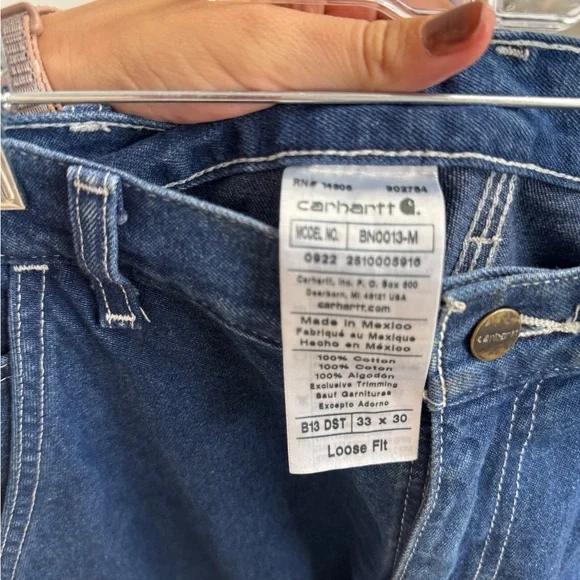 RN# 14806 902784
carhartt
MODEL NO. BN0013-M
0922 2510005916
Carhartt, Inc. P.O. Box 600
Dearborn, MI 48121 USA
carhartt.com
Made in Mexico
Fabriqué au Mexique
Hecho en México
100% Cotton
100% Coton
100% Algodón
Exclusive Trimming
Sauf Garnitures
Excepto Adorno
B13 DST 33 x 30
Loose Fit
carhartt